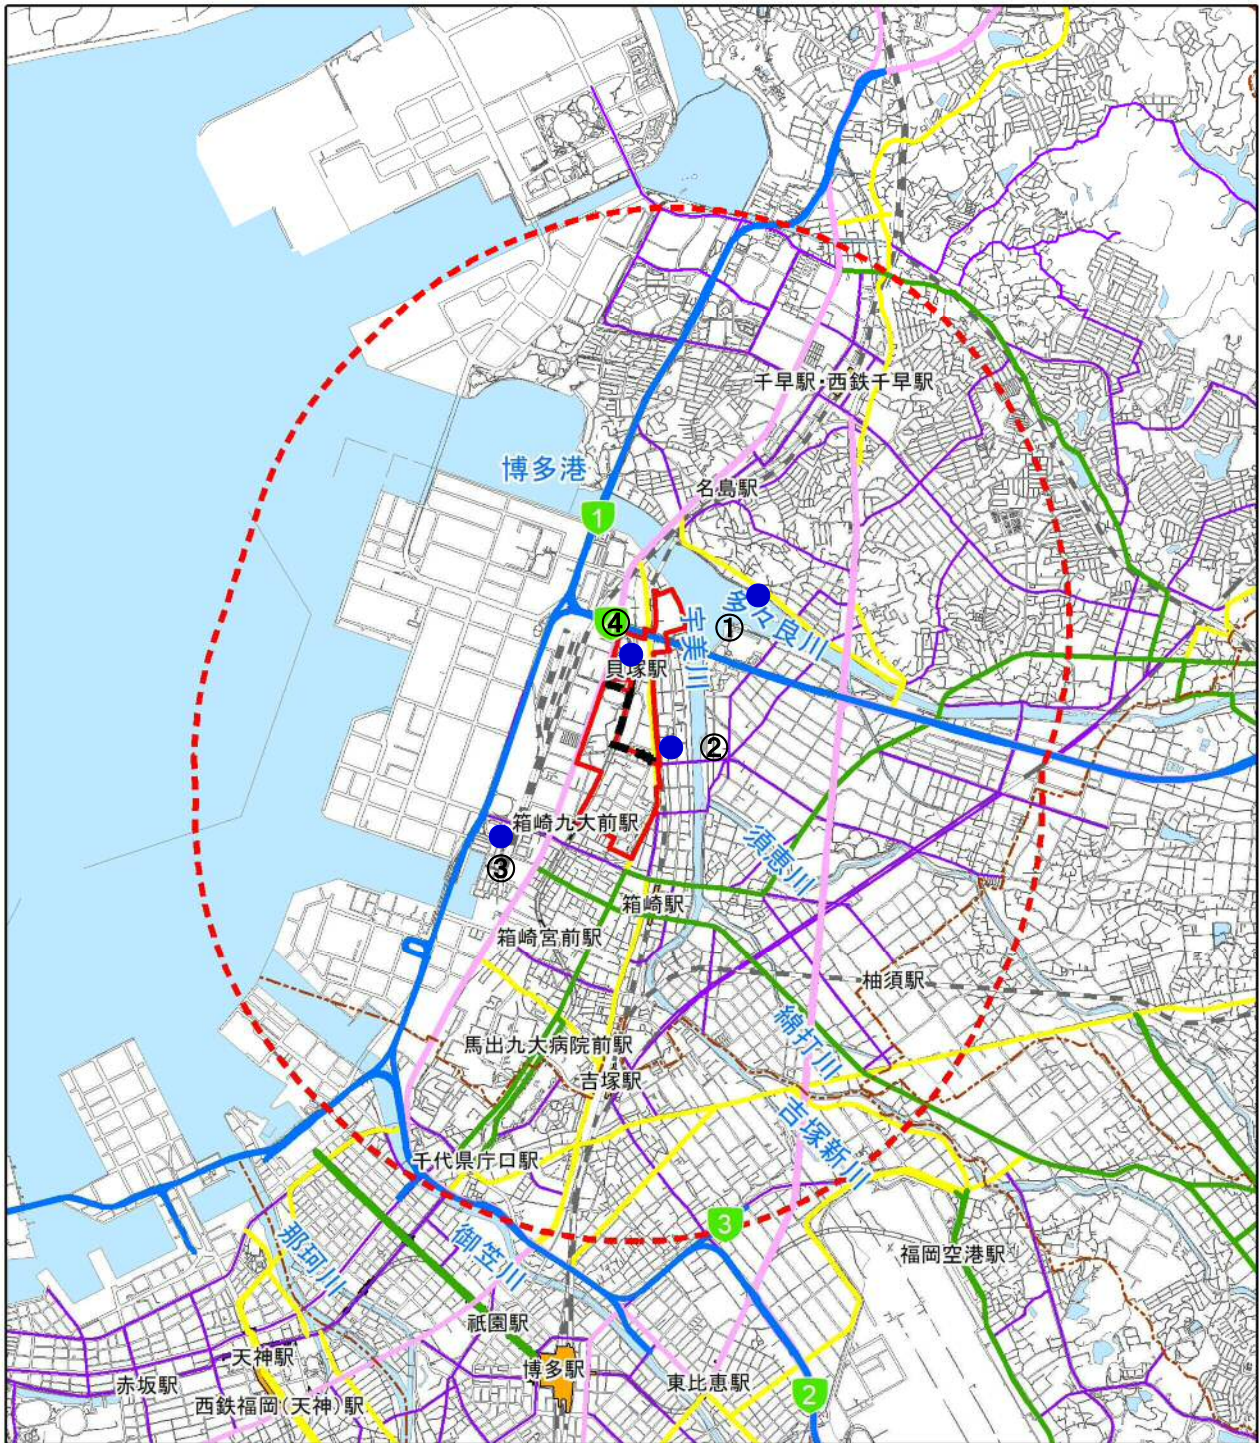 千早駅・西鉄千早駅
博多港
名島駅
1
多々良川
④
①
宇美川
貝塚駅
②
箱崎九大前駅
③
須恵川
箱崎駅
箱崎宮前駅
柚須駅
綿打川
馬出九大病院前駅
吉塚駅
吉塚新川
千代県庁口駅
3
那珂川
御笠川
福岡空港駅
祇園駅
天神駅
博多駅
赤坂駅
東比恵駅
西鉄福岡(天神)駅
2